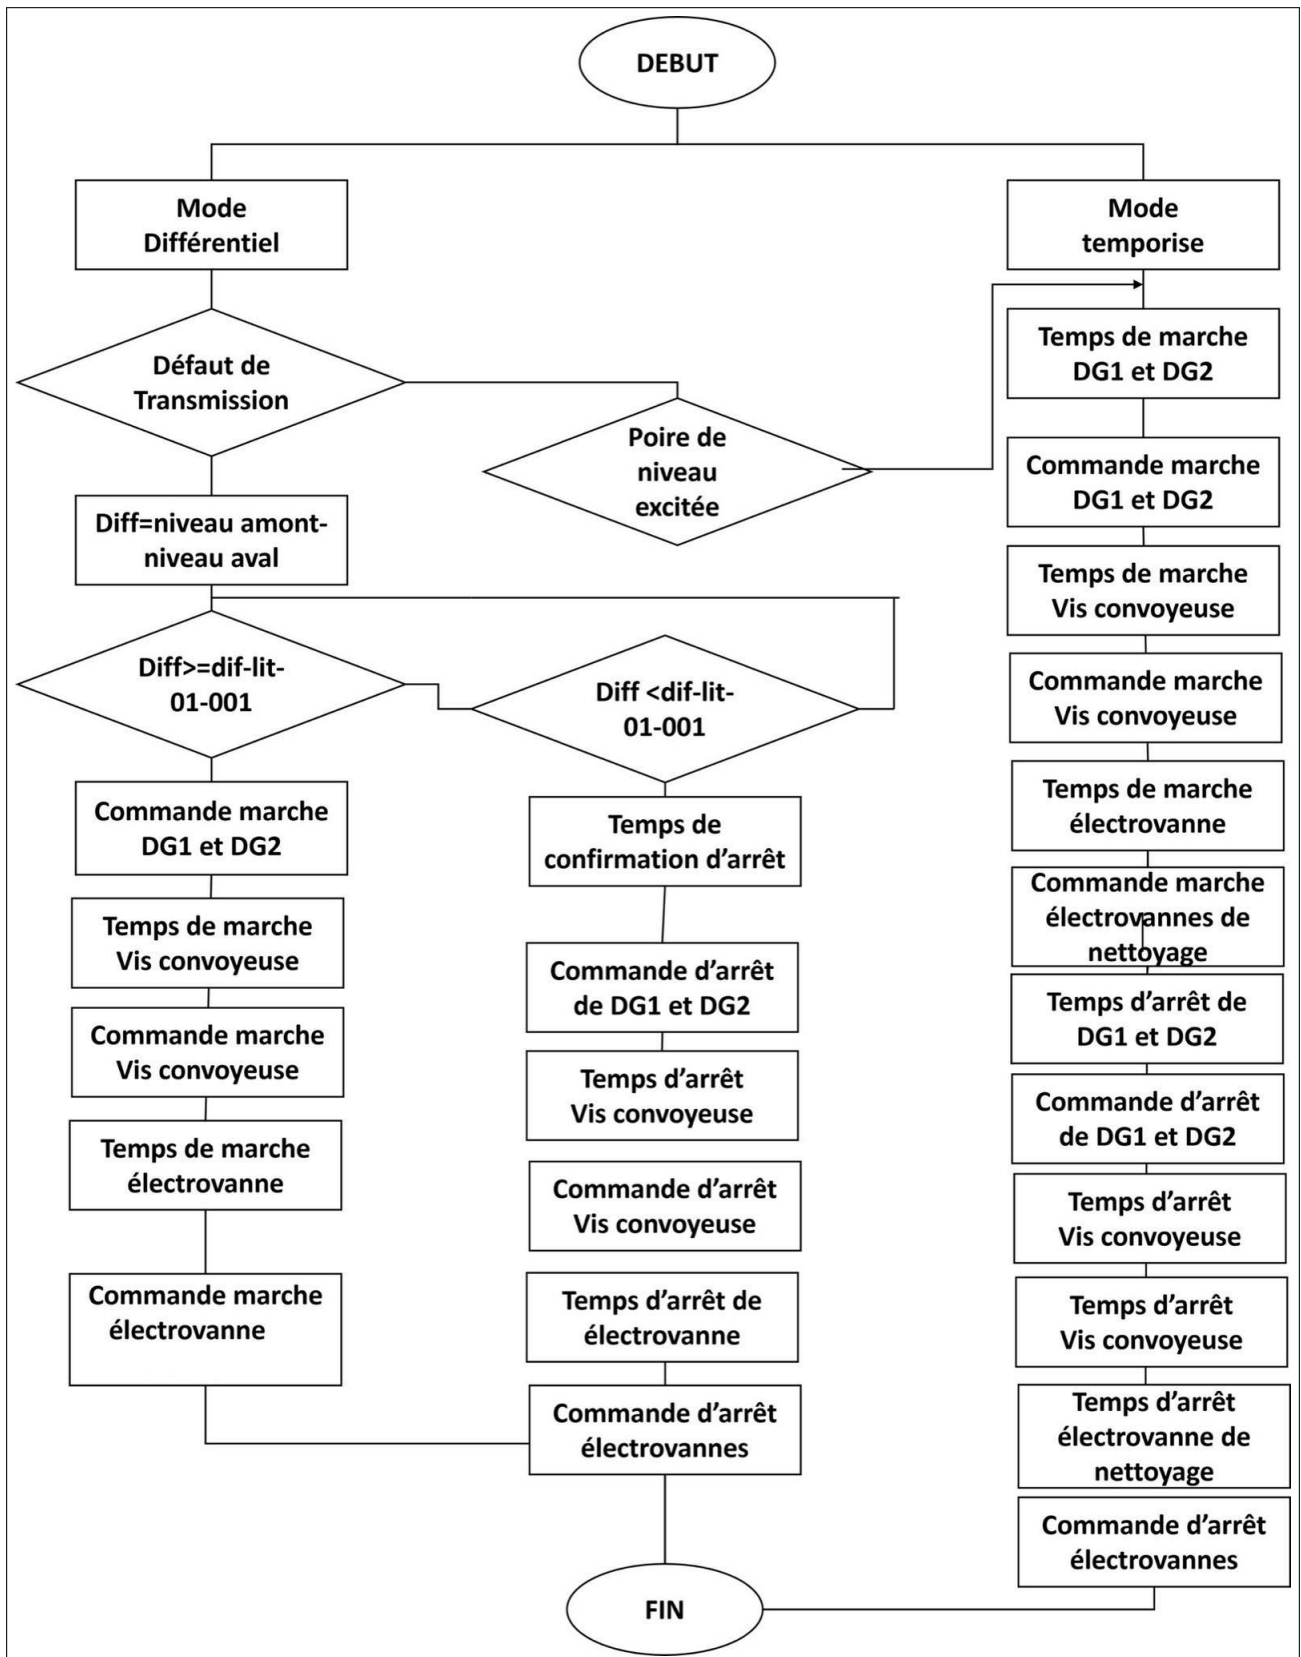 DEBUT
Mode
Différentiel
Mode
temporise
Défaut de
Transmission
Poire de
niveau
excitée
Diff=niveau amont-
niveau aval
Diff>=dif-lit-
01-001
Diff <dif-lit-
01-001
Commande marche
DG1 et DG2
Temps de marche
Vis convoyeuse
Commande marche
Vis convoyeuse
Temps de marche
électrovanne
Commande marche
électrovanne
Temps de
confirmation d’arrêt
Commande d’arrêt
de DG1 et DG2
Temps d’arrêt
Vis convoyeuse
Commande d’arrêt
Vis convoyeuse
Temps d’arrêt de
électrovanne
Commande d’arrêt
électrovannes
Temps de marche
DG1 et DG2
Commande marche
DG1 et DG2
Temps de marche
Vis convoyeuse
Commande marche
Vis convoyeuse
Temps de marche
électrovanne
Commande marche
électrovannes de
nettoyage
Temps d’arrêt de
DG1 et DG2
Commande d’arrêt
de DG1 et DG2
Temps d’arrêt
Vis convoyeuse
Temps d’arrêt
Vis convoyeuse
Temps d’arrêt
électrovanne de
nettoyage
Commande d’arrêt
électrovannes
FIN